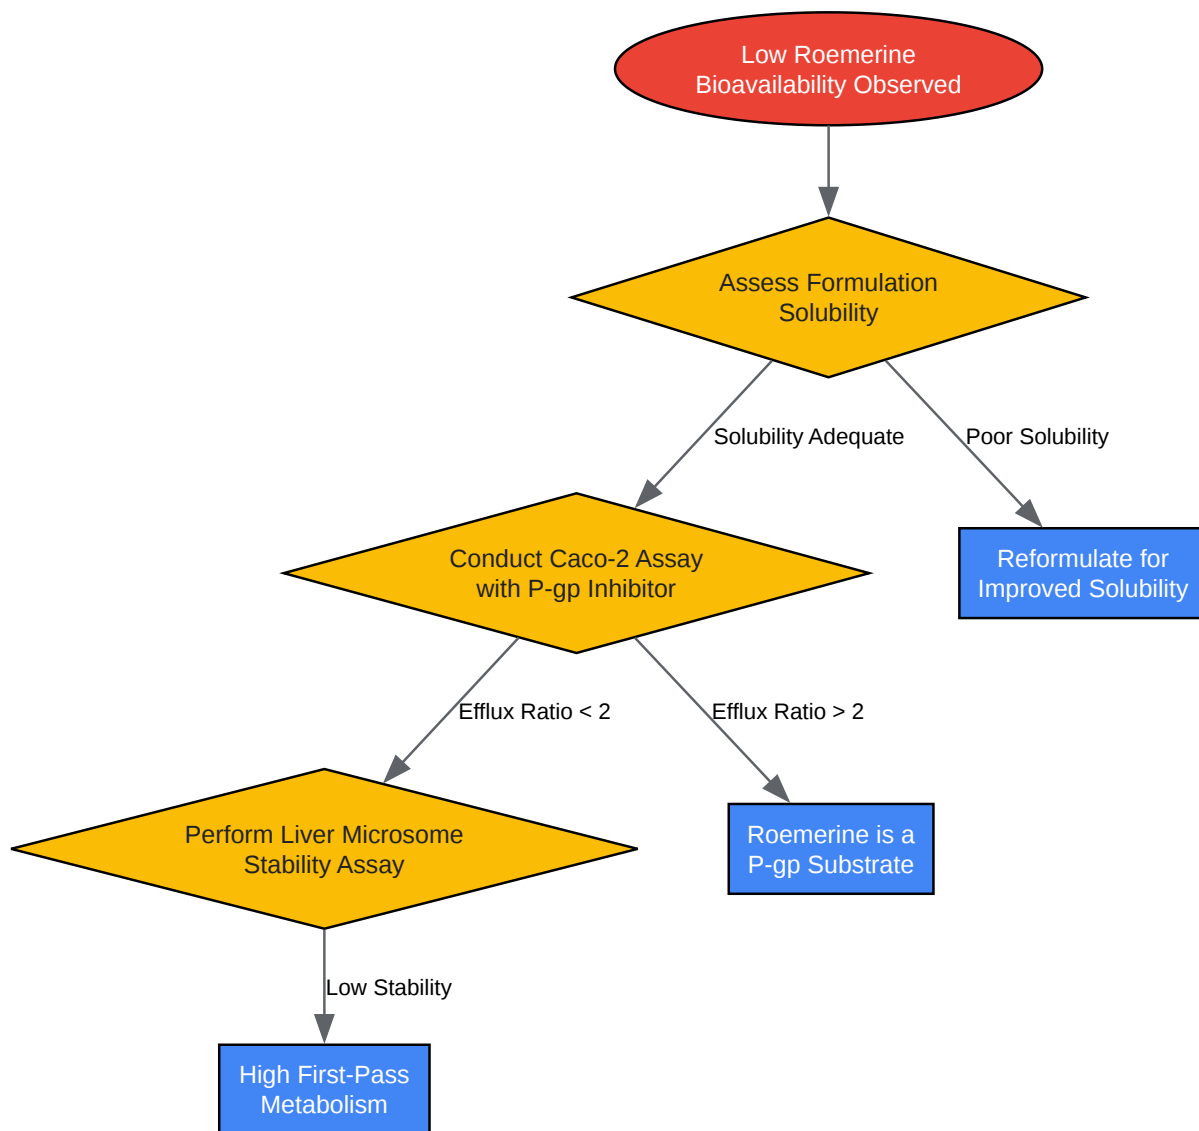 Low Roemerine
Bioavailability Observed
Assess Formulation
Solubility
Solubility Adequate
Poor Solubility
Conduct Caco-2 Assay
with P-gp Inhibitor
Reformulate for
Improved Solubility
Efflux Ratio < 2
Efflux Ratio > 2
Perform Liver Microsome
Stability Assay
Roemerine is a
P-gp Substrate
Low Stability
High First-Pass
Metabolism